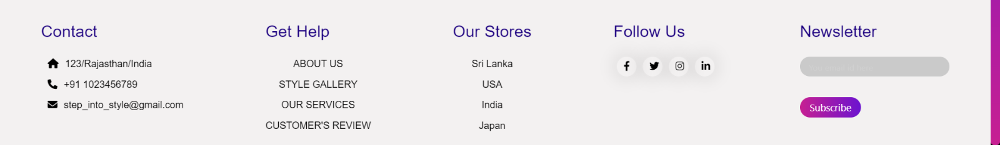 Contact
123/Rajasthan/India
+91 1023456789
step_into_style@gmail.com
Get Help
ABOUT US
STYLE GALLERY
OUR SERVICES
CUSTOMER'S REVIEW
Our Stores
Sri Lanka
USA
India
Japan
Follow Us
Newsletter
Your email id here
Subscribe